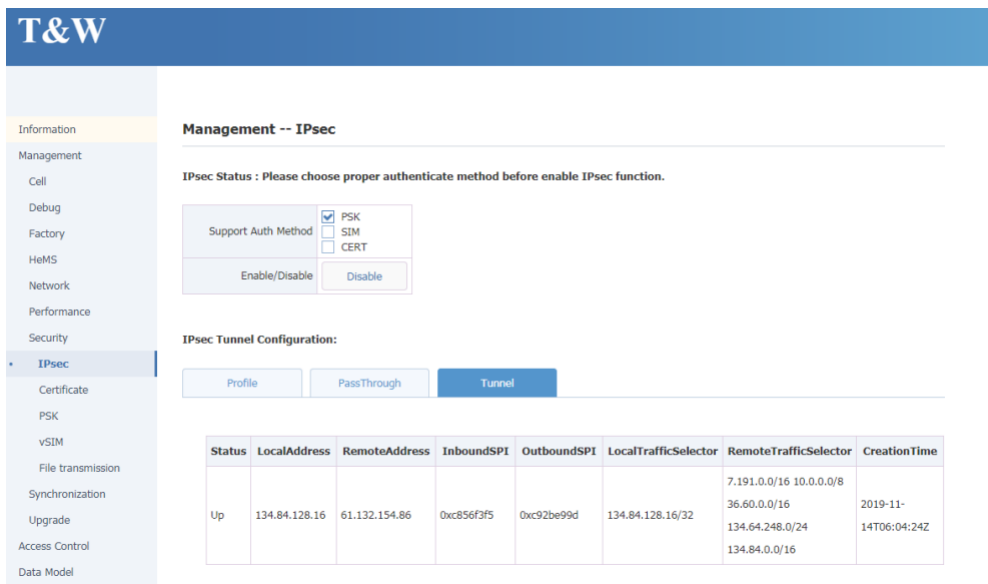 T&W
Information
Management
Cell
Debug
Factory
HeMS
Network
Performance
Security
IPsec
Certificate
PSK
vSIM
File transmission
Synchronization
Upgrade
Access Control
Data Model
Management -- IPsec
IPsec Status : Please choose proper authenticate method before enable IPsec function.
Support Auth Method
PSK
SIM
CERT
Enable/Disable
Disable
IPsec Tunnel Configuration:
Profile
PassThrough
Tunnel
Status LocalAddress RemoteAddress InboundSPI OutboundSPI LocalTrafficSelector RemoteTrafficSelector CreationTime
Up 134.84.128.16 61.132.154.86 0xc856f3f5 0xc92be99d 134.84.128.16/32
7.191.0.0/16 10.0.0.0/8
36.60.0.0/16
134.64.248.0/24
134.84.0.0/16
2019-11-
14T06:04:24Z